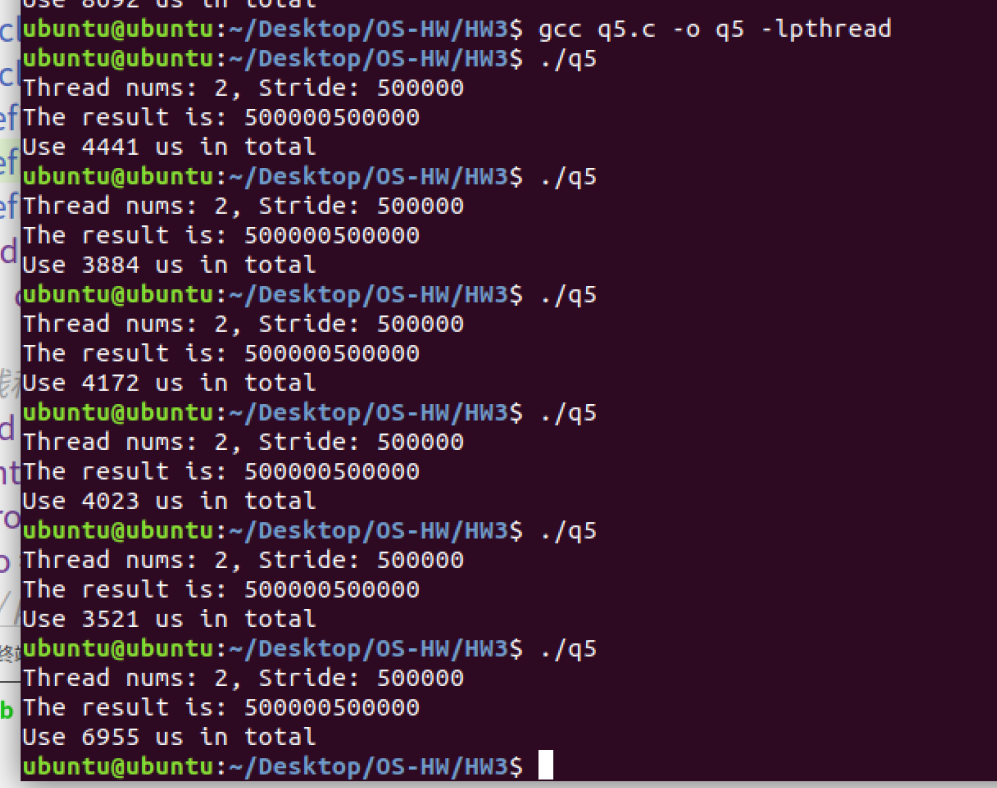 Use 8692 us in total
ubuntu@ubuntu:~/Desktop/OS-HW/HW3$ gcc q5.c -o q5 -lpthread
ubuntu@ubuntu:~/Desktop/OS-HW/HW3$ ./q5
Thread nums: 2, Stride: 500000
The result is: 500000500000
Use 4441 us in total
ubuntu@ubuntu:~/Desktop/OS-HW/HW3$ ./q5
Thread nums: 2, Stride: 500000
The result is: 500000500000
Use 3884 us in total
ubuntu@ubuntu:~/Desktop/OS-HW/HW3$ ./q5
Thread nums: 2, Stride: 500000
The result is: 500000500000
Use 4172 us in total
ubuntu@ubuntu:~/Desktop/OS-HW/HW3$ ./q5
Thread nums: 2, Stride: 500000
The result is: 500000500000
Use 4023 us in total
ubuntu@ubuntu:~/Desktop/OS-HW/HW3$ ./q5
Thread nums: 2, Stride: 500000
The result is: 500000500000
Use 3521 us in total
ubuntu@ubuntu:~/Desktop/OS-HW/HW3$ ./q5
Thread nums: 2, Stride: 500000
The result is: 500000500000
Use 6955 us in total
ubuntu@ubuntu:~/Desktop/OS-HW/HW3$